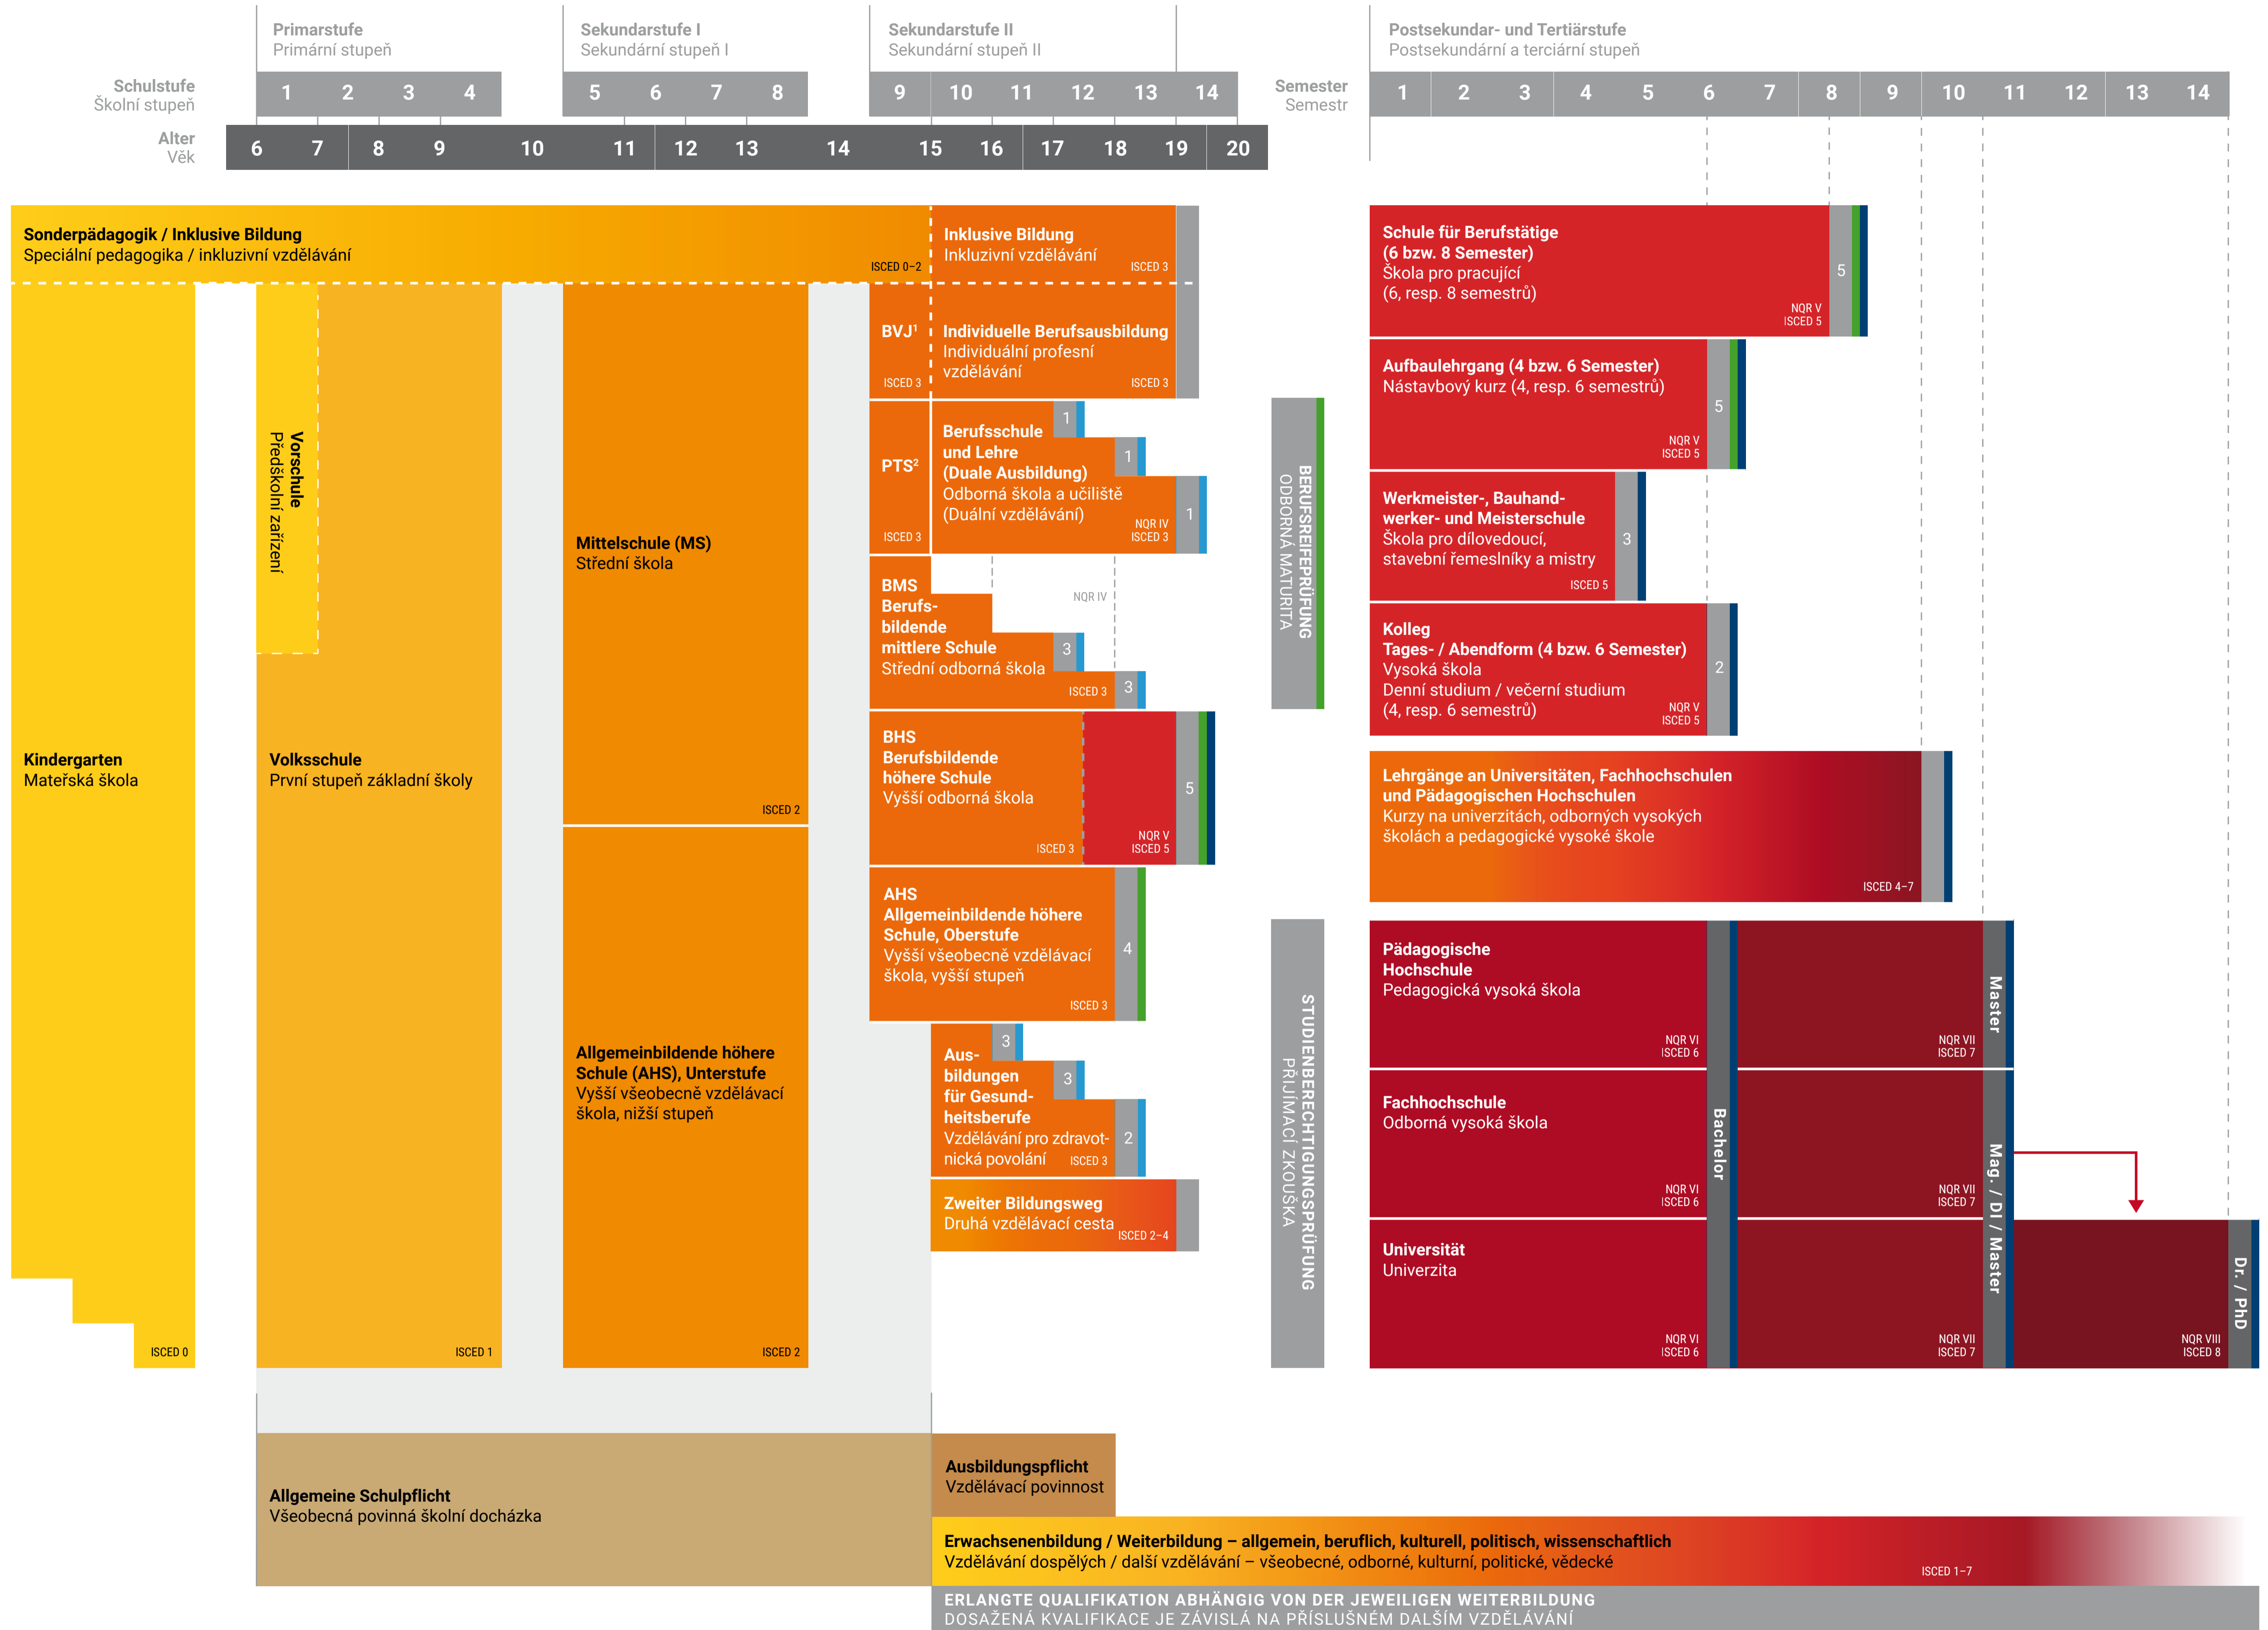 Primarstufe
Primární stupeň
Sekundarstufe I
Sekundární stupeň I
Sekundarstufe II
Sekundární stupeň II
Postsekundar- und Tertiärstufe
Postsekundární a terciární stupeň
Schulstufe
Školní stupeň
1 2 3 4 5 6 7 8 9 10 11 12 13 14
Semester
Semestr
1 2 3 4 5 6 7 8 9 10 11 12 13 14
Alter
Věk
6 7 8 9 10 11 12 13 14 15 16 17 18 19 20
Sonderpädagogik / Inklusive Bildung
Speciální pedagogika / inkluzivní vzdělávání
ISCED 0–2
Inklusive Bildung
Inkluzivní vzdělávání
ISCED 3
Kindergarten
Mateřská škola
ISCED 0
Vorschule
Předškolní zařízení
Volksschule
První stupeň základní školy
ISCED 1
Mittelschule (MS)
Střední škola
ISCED 2
Allgemeinbildende höhere
Schule (AHS), Unterstufe
Vyšší všeobecně vzdělávací
škola, nižší stupeň
ISCED 2
BVJ¹
ISCED 3
Individuelle Berufsausbildung
Individuální profesní
vzdělávání
ISCED 3
PTS²
ISCED 3
Berufsschule
und Lehre
(Duale Ausbildung)
Odborná škola a učiliště
(Duální vzdělávání)
NQR IV
ISCED 3
1
1
1
BMS
Berufs-
bildende
mittlere Schule
Střední odborná škola
ISCED 3
NQR IV
3
3
BHS
Berufsbildende
höhere Schule
Vyšší odborná škola
ISCED 3
NQR V
ISCED 5
5
AHS
Allgemeinbildende höhere
Schule, Oberstufe
Vyšší všeobecně vzdělávací
škola, vyšší stupeň
ISCED 3
4
Aus-
bildungen
für Gesund-
heitsberufe
Vzdělávání pro zdravot-
nická povolání
ISCED 3
3
3
2
Zweiter Bildungsweg
Druhá vzdělávací cesta
ISCED 2–4
BERUFSREIFEPRÜFUNG
ODBORNÁ MATURITA
STUDIENBERECHTIGUNGSPRÜFUNG
PŘIJÍMACÍ ZKOUŠKA
Schule für Berufstätige
(6 bzw. 8 Semester)
Škola pro pracující
(6, resp. 8 semestrů)
NQR V
ISCED 5
5
Aufbaulehrgang (4 bzw. 6 Semester)
Nástavbový kurz (4, resp. 6 semestrů)
NQR V
ISCED 5
5
Werkmeister-, Bauhand-
werker- und Meisterschule
Škola pro dílovedoucí,
stavební řemeslníky a mistry
ISCED 5
3
Kolleg
Tages- / Abendform (4 bzw. 6 Semester)
Vysoká škola
Denní studium / večerní studium
(4, resp. 6 semestrů)
NQR V
ISCED 5
2
Lehrgänge an Universitäten, Fachhochschulen
und Pädagogischen Hochschulen
Kurzy na univerzitách, odborných vysokých
školách a pedagogické vysoké škole
ISCED 4–7
Pädagogische
Hochschule
Pedagogická vysoká škola
NQR VI
ISCED 6
NQR VII
ISCED 7
Master
Fachhochschule
Odborná vysoká škola
NQR VI
ISCED 6
NQR VII
ISCED 7
Bachelor
Mag. / DI / Master
Universität
Univerzita
NQR VI
ISCED 6
NQR VII
ISCED 7
NQR VIII
ISCED 8
Dr. / PhD
Allgemeine Schulpflicht
Všeobecná povinná školní docházka
Ausbildungspflicht
Vzdělávací povinnost
Erwachsenenbildung / Weiterbildung – allgemein, beruflich, kulturell, politisch, wissenschaftlich
Vzdělávání dospělých / další vzdělávání – všeobecné, odborné, kulturní, politické, vědecké
ISCED 1–7
ERLANGTE QUALIFIKATION ABHÄNGIG VON DER JEWEILIGEN WEITERBILDUNG
DOSAŽENÁ KVALIFIKACE JE ZÁVISLÁ NA PŘÍSLUŠNÉM DALŠÍM VZDĚLÁVÁNÍ